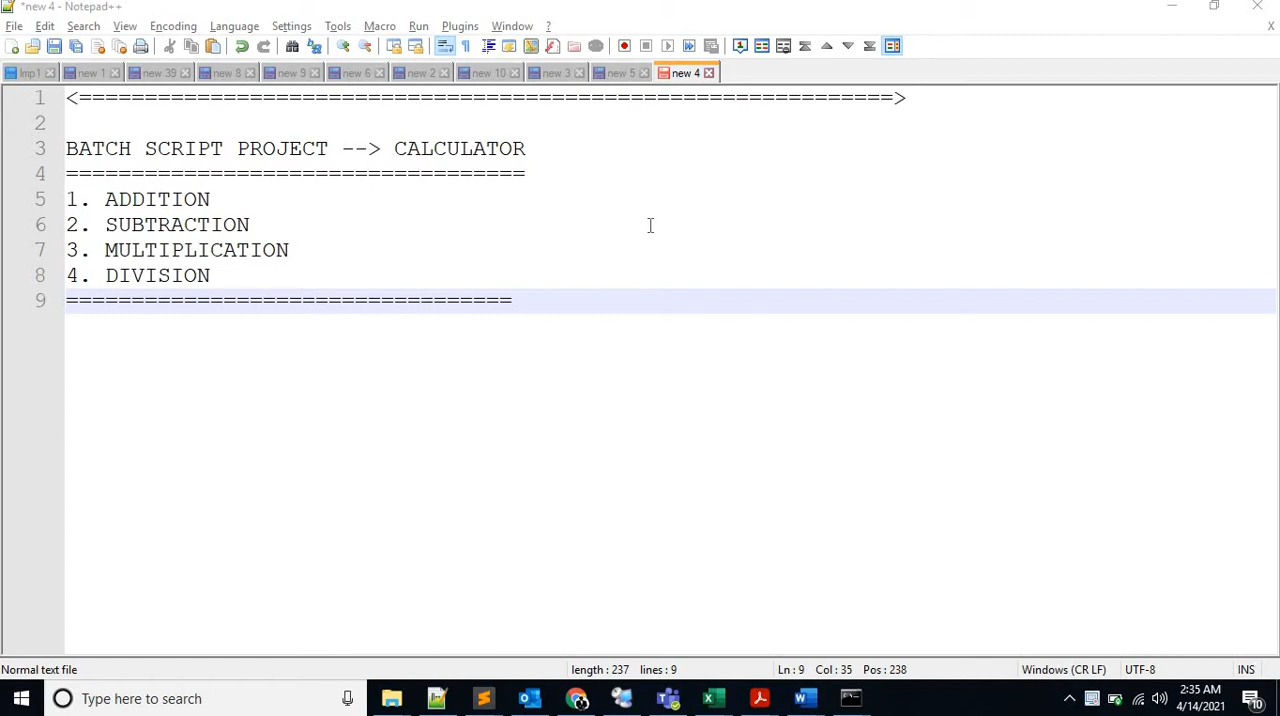 *new 4 - Notepad++
File Edit Search View Encoding Language Settings Tools Macro Run Plugins Window ? X
lmp1 new 1 new 39 new 8 new 9 new 6 new 2 new 10 new 3 new 5 new 4
1 <==============================================================>
2
3 BATCH SCRIPT PROJECT --> CALCULATOR
4 ===================================
5 1. ADDITION
6 2. SUBTRACTION
7 3. MULTIPLICATION
8 4. DIVISION
9 ==================================
Normal text file length : 237 lines : 9 Ln : 9 Col : 35 Pos : 238 Windows (CR LF) UTF-8 INS
Type here to search
2:35 AM
4/14/2021
10